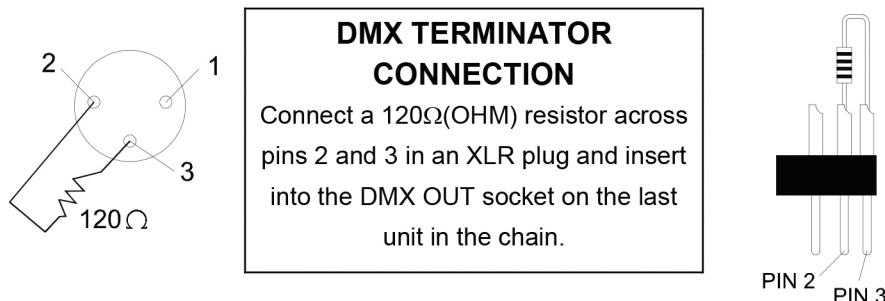 2
1
3
120Ω
DMX TERMINATOR
CONNECTION
Connect a 120Ω(OHM) resistor across
pins 2 and 3 in an XLR plug and insert
into the DMX OUT socket on the last
unit in the chain.
PIN 2
PIN 3